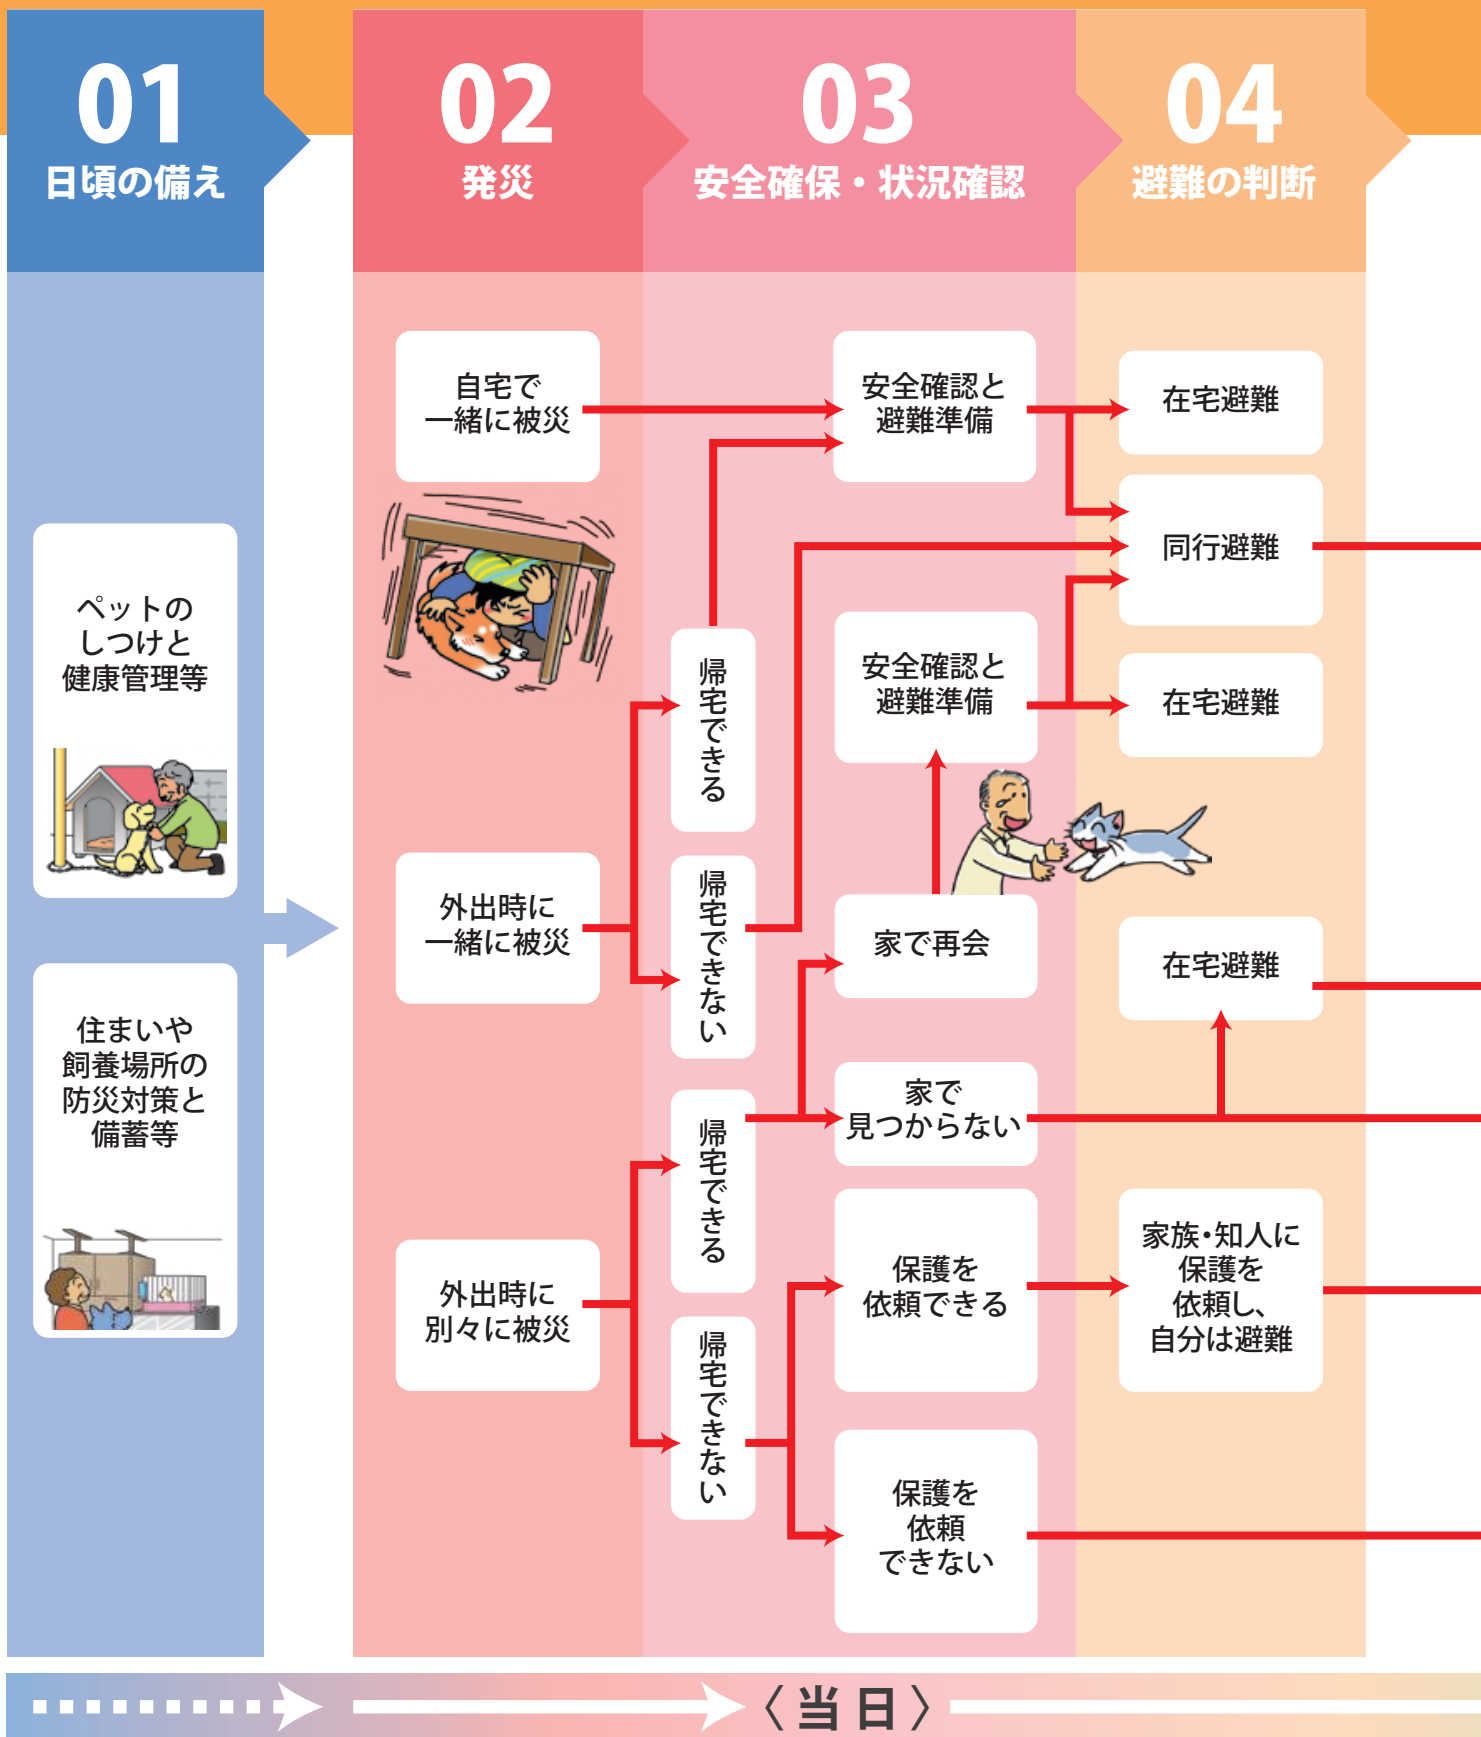 01
日頃の備え
02
発災
03
安全確保・状況確認
04
避難の判断
ペットの
しつけと
健康管理等
住まいや
飼養場所の
防災対策と
備蓄等
自宅で
一緒に被災
外出時に
一緒に被災
外出時に
別々に被災
帰宅できる
帰宅できない
帰宅できる
帰宅できない
安全確認と
避難準備
安全確認と
避難準備
家で再会
家で
見つからない
保護を
依頼できる
保護を
依頼
できない
在宅避難
同行避難
在宅避難
在宅避難
家族・知人に
保護を
依頼し、
自分は避難
〈当日〉